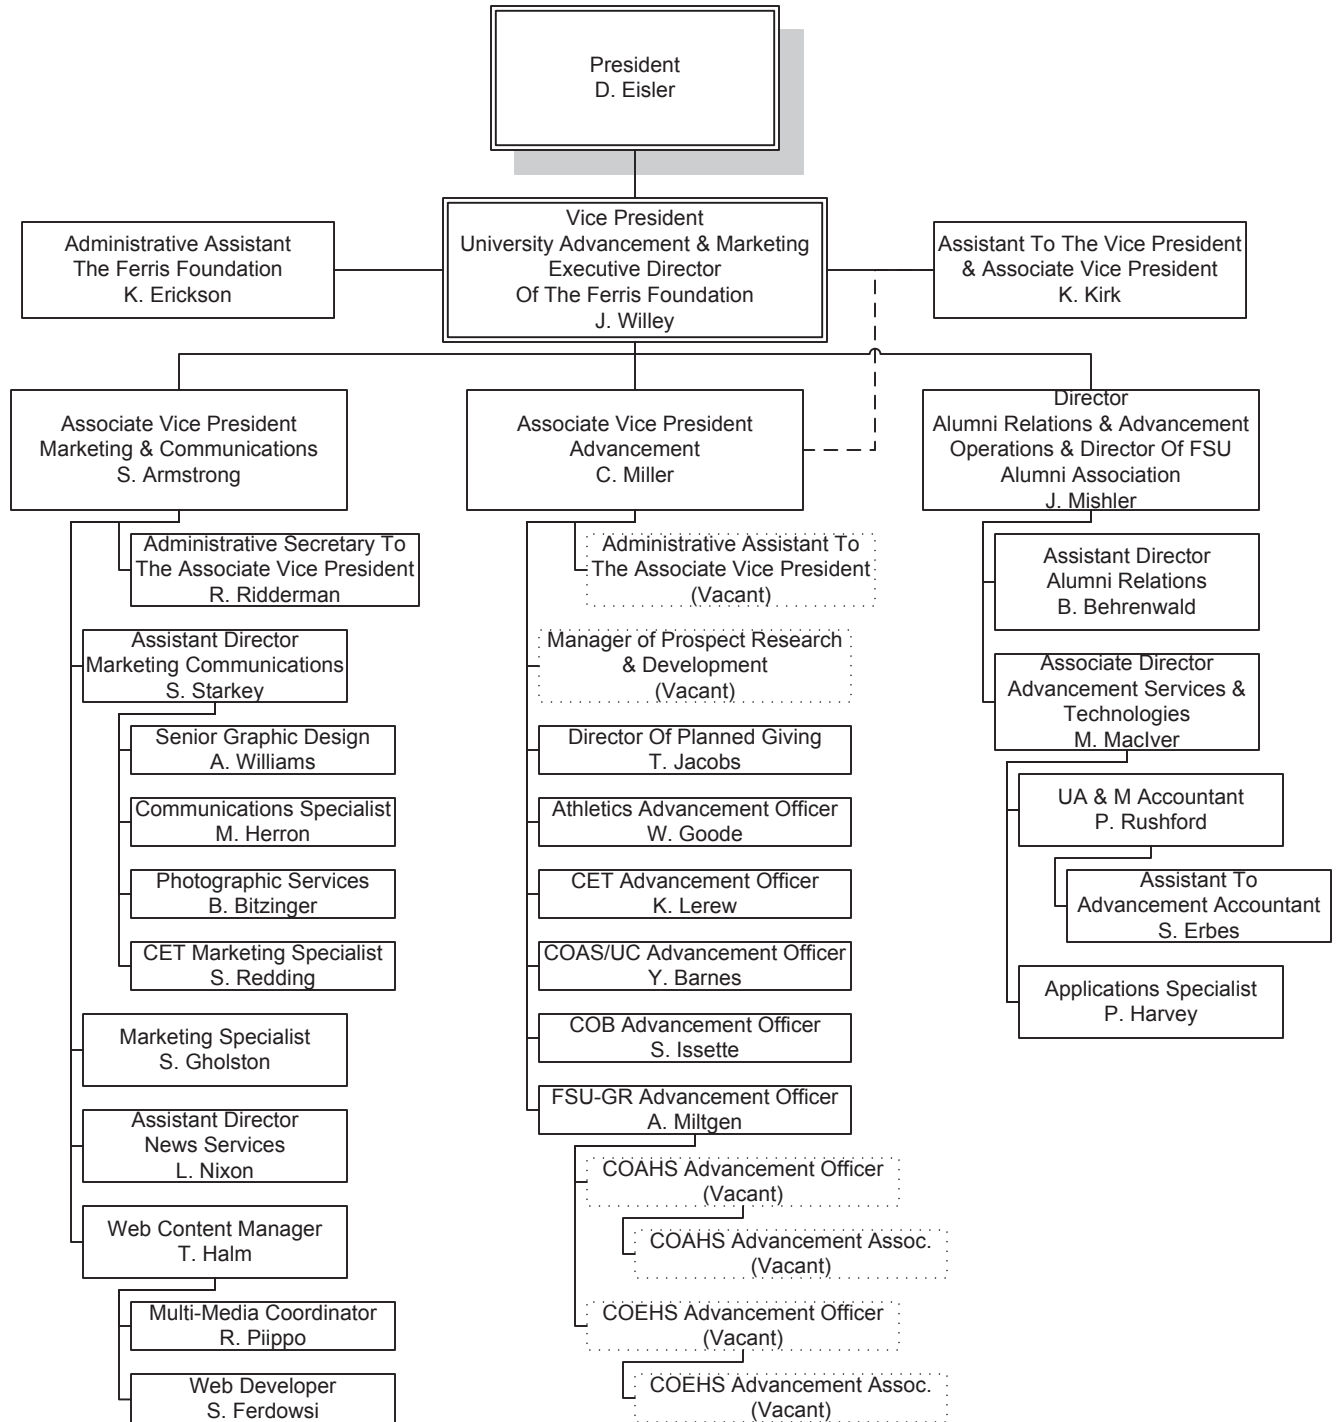 President
D. Eisler
Administrative Assistant
The Ferris Foundation
K. Erickson
Vice President
University Advancement & Marketing
Executive Director
Of The Ferris Foundation
J. Willey
Assistant To The Vice President
& Associate Vice President
K. Kirk
Associate Vice President
Marketing & Communications
S. Armstrong
Administrative Secretary To
The Associate Vice President
R. Ridderman
Assistant Director
Marketing Communications
S. Starkey
Senior Graphic Design
A. Williams
Communications Specialist
M. Herron
Photographic Services
B. Bitzinger
CET Marketing Specialist
S. Redding
Marketing Specialist
S. Gholston
Assistant Director
News Services
L. Nixon
Web Content Manager
T. Halm
Multi-Media Coordinator
R. Piippo
Web Developer
S. Ferdowsi
Associate Vice President
Advancement
C. Miller
Administrative Assistant To
The Associate Vice President
(Vacant)
Manager of Prospect Research
& Development
(Vacant)
Director Of Planned Giving
T. Jacobs
Athletics Advancement Officer
W. Goode
CET Advancement Officer
K. Lerew
COAS/UC Advancement Officer
Y. Barnes
COB Advancement Officer
S. Issette
FSU-GR Advancement Officer
A. Miltgen
COAHS Advancement Officer
(Vacant)
COAHS Advancement Assoc.
(Vacant)
COEHS Advancement Officer
(Vacant)
COEHS Advancement Assoc.
(Vacant)
Director
Alumni Relations & Advancement
Operations & Director Of FSU
Alumni Association
J. Mishler
Assistant Director
Alumni Relations
B. Behrenwald
Associate Director
Advancement Services &
Technologies
M. MacIver
UA & M Accountant
P. Rushford
Assistant To
Advancement Accountant
S. Erbes
Applications Specialist
P. Harvey